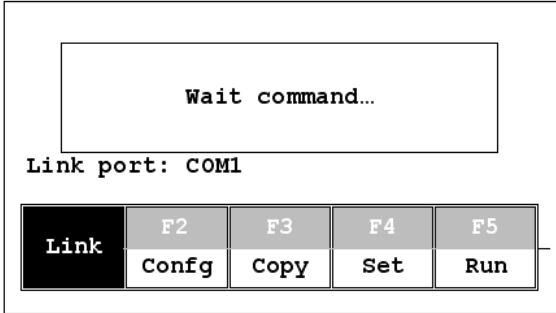 Wait command…
Link port: COM1
Link F2 F3 F4 F5
Confg Copy Set Run